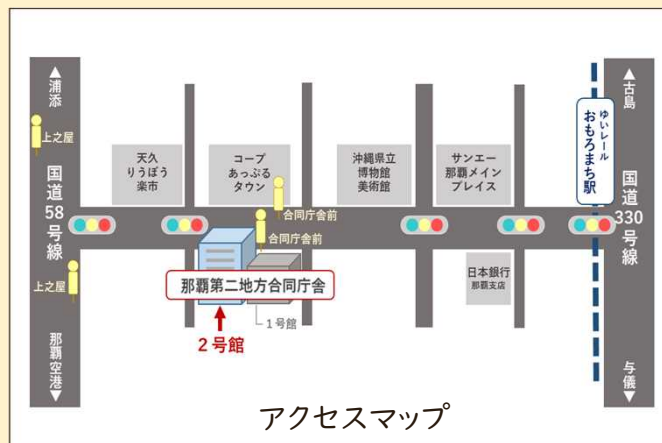 ▲浦添
上之屋
国道58号線
上之屋
那覇空港▼
天久
りうぼう
楽市
コープ
あっぷる
タウン
合同庁舎前
合同庁舎前
沖縄県立
博物館
美術館
サンエー
那覇メイン
プレイス
ゆいレール
おもろまち駅
▲古島
国道330号線
与儀▼
日本銀行
那覇支店
那覇第二地方合同庁舎
1号館
2号館
アクセスマップ